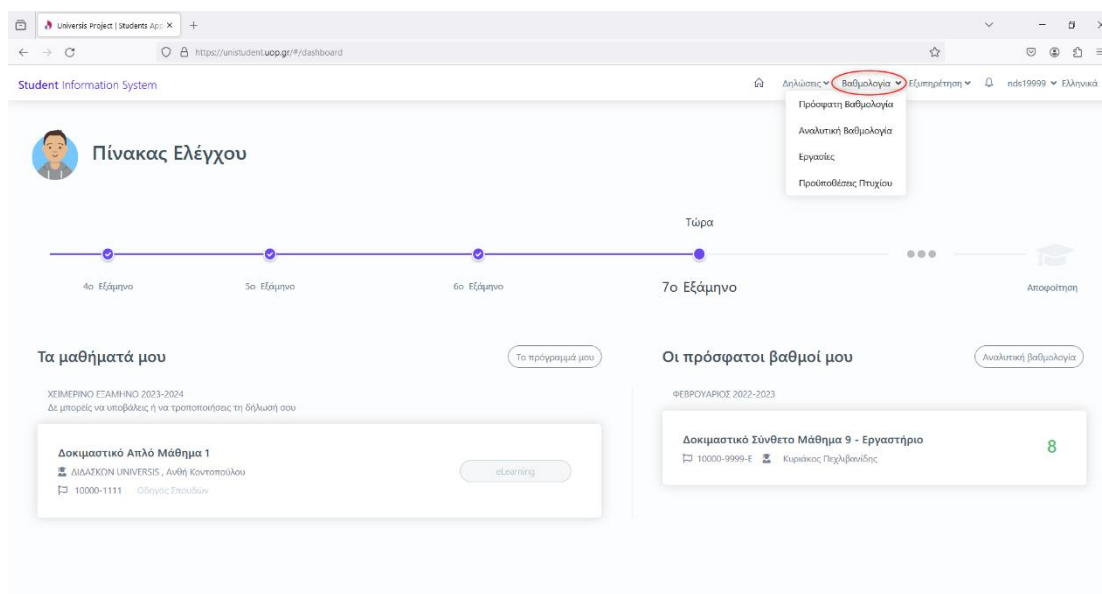 Universis Project | Students App
https://unistudent.uop.gr/#/dashboard
Student Information System
Δηλώσεις Βαθμολογία Εξυπηρέτηση nds19999 Ελληνικά
Πρόσφατη Βαθμολογία
Αναλυτική Βαθμολογία
Εργασίες
Προϋποθέσεις Πτυχίου
Πίνακας Ελέγχου
Τώρα
4ο Εξάμηνο 5ο Εξάμηνο 6ο Εξάμηνο 7ο Εξάμηνο Αποφοίτηση
Τα μαθήματά μου Το πρόγραμμά μου
ΧΕΙΜΕΡΙΝΟ ΕΞΑΜΗΝΟ 2023-2024
Δε μπορείς να υποβάλεις ή να τροποποιήσεις τη δήλωσή σου
Δοκιμαστικό Απλό Μάθημα 1
ΔΙΔΑΣΚΩΝ UNIVERSIS , Ανθή Κοντοπούλου
eLearning
10000-1111 Οδηγός Σπουδών
Οι πρόσφατοι βαθμοί μου Αναλυτική βαθμολογία
ΦΕΒΡΟΥΑΡΙΟΣ 2022-2023
Δοκιμαστικό Σύνθετο Μάθημα 9 - Εργαστήριο
8
10000-9999-Ε Κυριάκος Πεχλιβανίδης